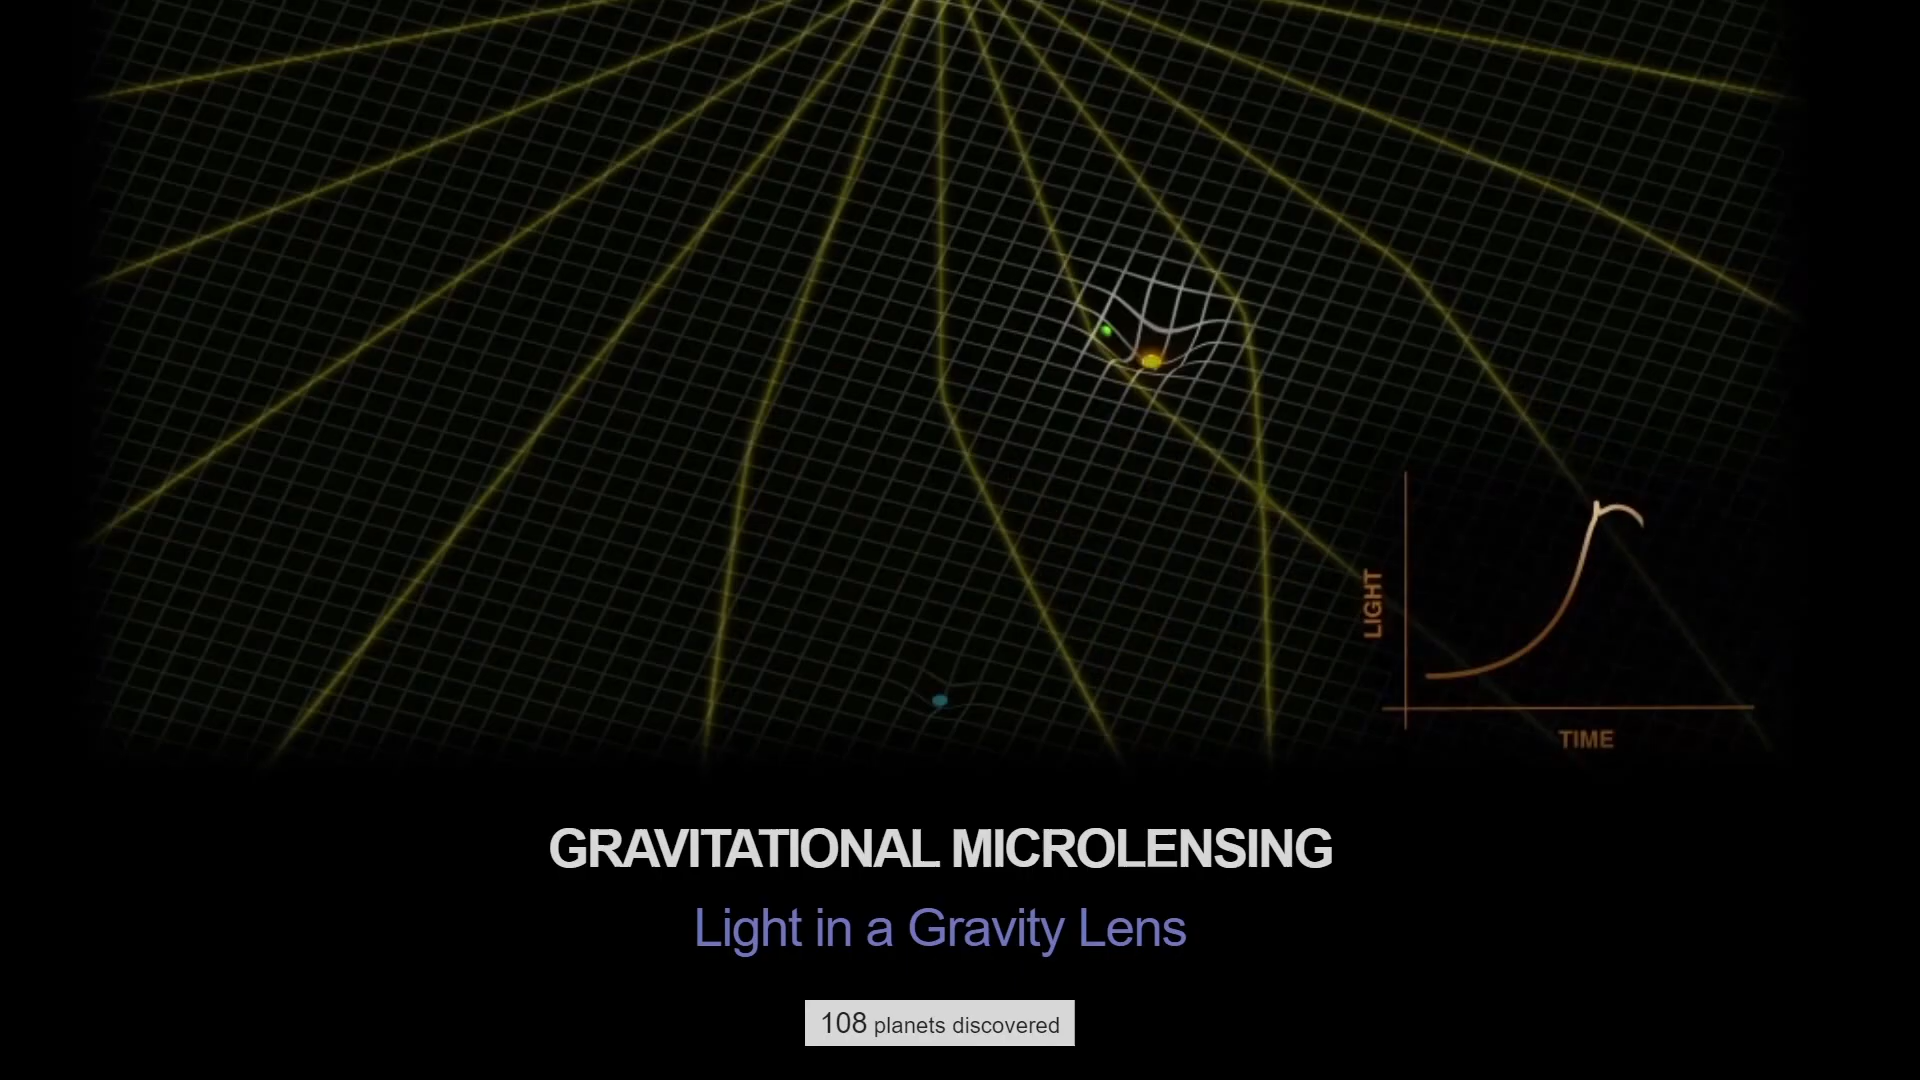 LIGHT
TIME
GRAVITATIONAL MICROLENSING
Light in a Gravity Lens
108 planets discovered